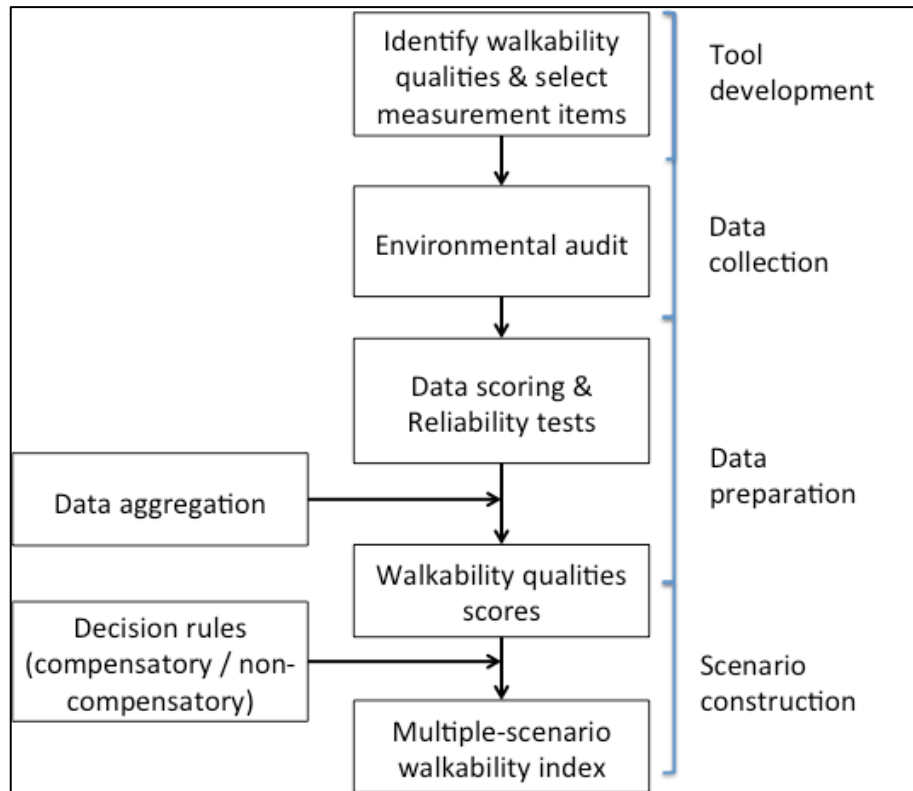 Identify walkability
qualities & select
measurement items
Tool
development
Environmental audit
Data
collection
Data scoring &
Reliability tests
Data aggregation
Data
preparation
Walkability qualities
scores
Decision rules
(compensatory / non-
compensatory)
Scenario
construction
Multiple-scenario
walkability index